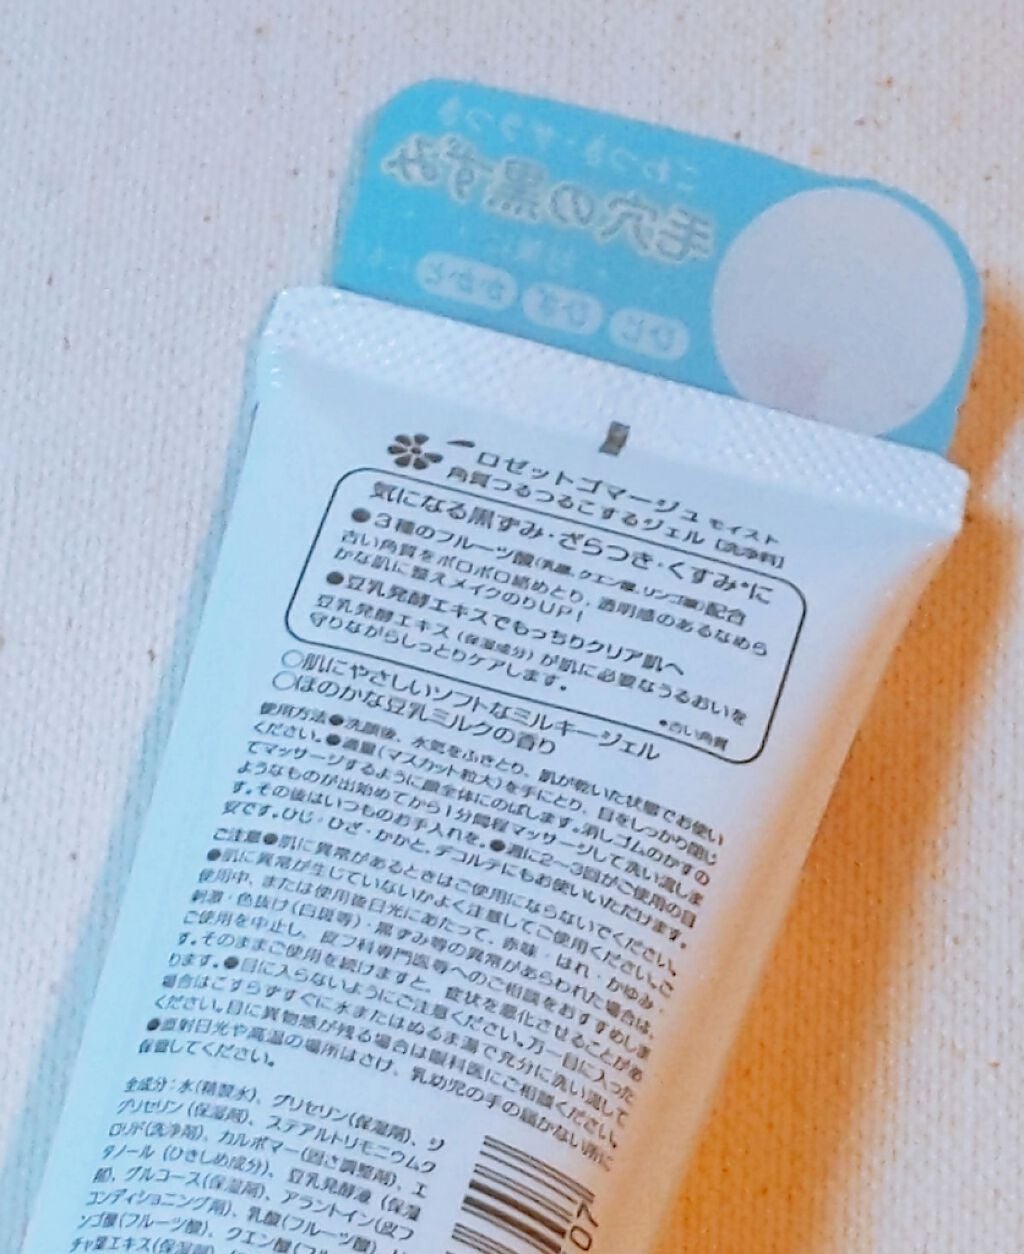 ごわつき・ざらつき
毛穴の黒ずみ
ひじ ひざ かかと
ロゼットゴマージュ モイスト
角質つるつるこするジェル [洗浄料]
気になる黒ずみ・ざらつき・くすみ*に
●3種のフルーツ酸(乳酸、クエン酸、リンゴ酸)配合
古い角質をポロポロ絡めとり、透明感のあるなめら
かな肌に整えメイクのりUP!
●豆乳発酵エキスでもっちりクリア肌へ
豆乳発酵エキス(保湿成分)が肌に必要なうるおいを
守りながらしっとりケアします。
*古い角質
○肌にやさしいソフトなミルキージェル
○ほのかな豆乳ミルクの香り
使用方法●洗顔後、水気をふきとり、肌が乾いた状態でお使い
ください。●適量(マスカット粒大)を手にとり、目をしっかり閉じ
てマッサージするように顔全体にのばします。消しゴムのかすの
ようなものが出始めてから1分間程マッサージして洗い流しま
す。その後はいつものお手入れを。●週に2〜3回がご使用の目
安です。ひじ・ひざ・かかと、デコルテにもお使いいただけます。
ご注意●肌に異常があるときはご使用にならないでください。
●肌に異常が生じていないかよく注意してご使用ください。ご
使用中、または使用後日光にあたって、赤味・はれ・かゆみ・
刺激・色抜け(白斑等)・黒ずみ等の異常があらわれた場合は、
ご使用を中止し、皮フ科専門医等へのご相談をおすすめしま
す。そのままご使用を続けますと、症状を悪化させることがあ
ります。●目に入らないようにご注意ください。万一目に入った
場合はこすらずすぐに水またはぬるま湯で充分に洗い流して
ください。目に異物感が残る場合は眼科医にご相談ください。
●直射日光や高温の場所はさけ、乳幼児の手の届かない所に
保管してください。
全成分:水(精製水)、グリセリン(保湿剤)、ジ
グリセリン(保湿剤)、ステアルトリモニウムク
ロリド(洗浄剤)、カルボマー(固さ調整剤)、エ
タノール(ひきしめ成分)、豆乳発酵液(保湿
剤)、グルコース(保湿剤)、アラントイン(皮フ
コンディショニング剤)、乳酸(フルーツ酸)、リ
ンゴ酸(フルーツ酸)、クエン酸(フル
チャ葉エキス(保湿剤)
07